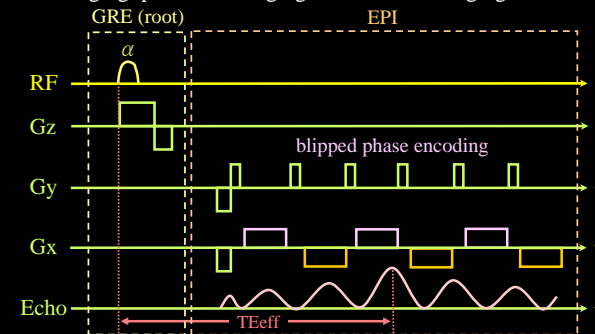 GRE (root)
EPI
α
RF
Gz
blipped phase encoding
Gy
Gx
Echo
TEeff